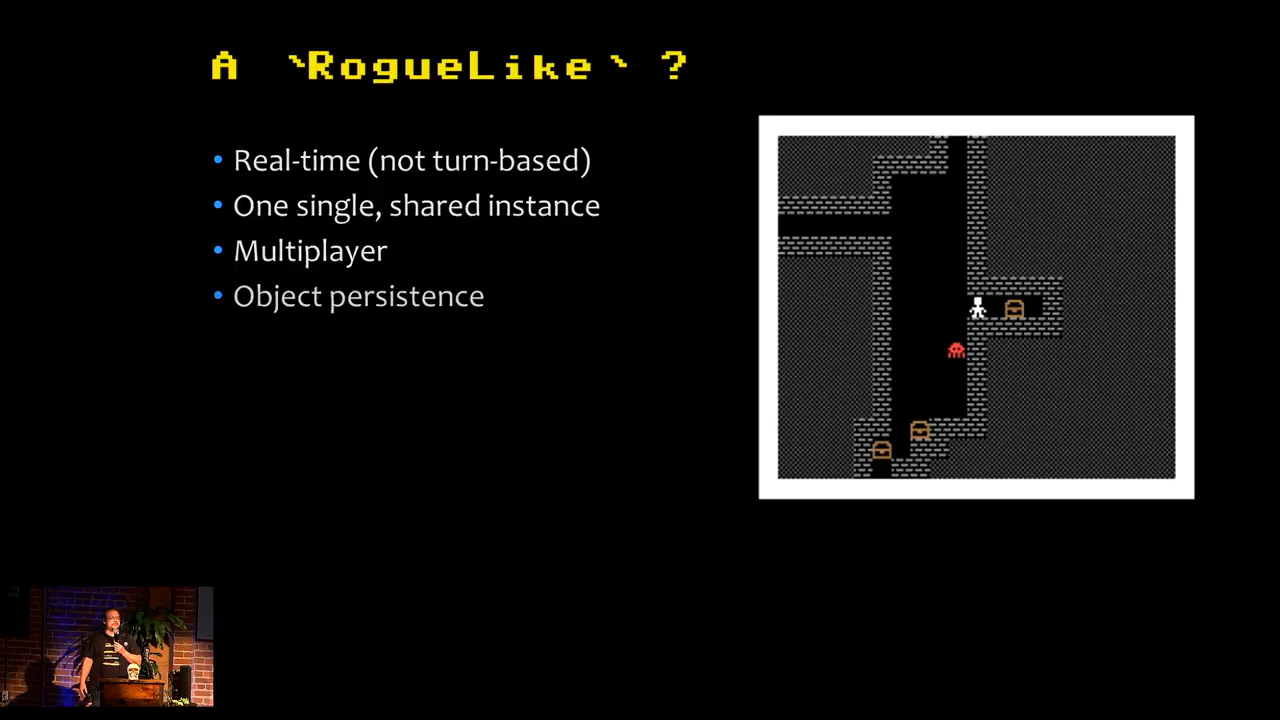 A `RogueLike` ?
• Real-time (not turn-based)
• One single, shared instance
• Multiplayer
• Object persistence